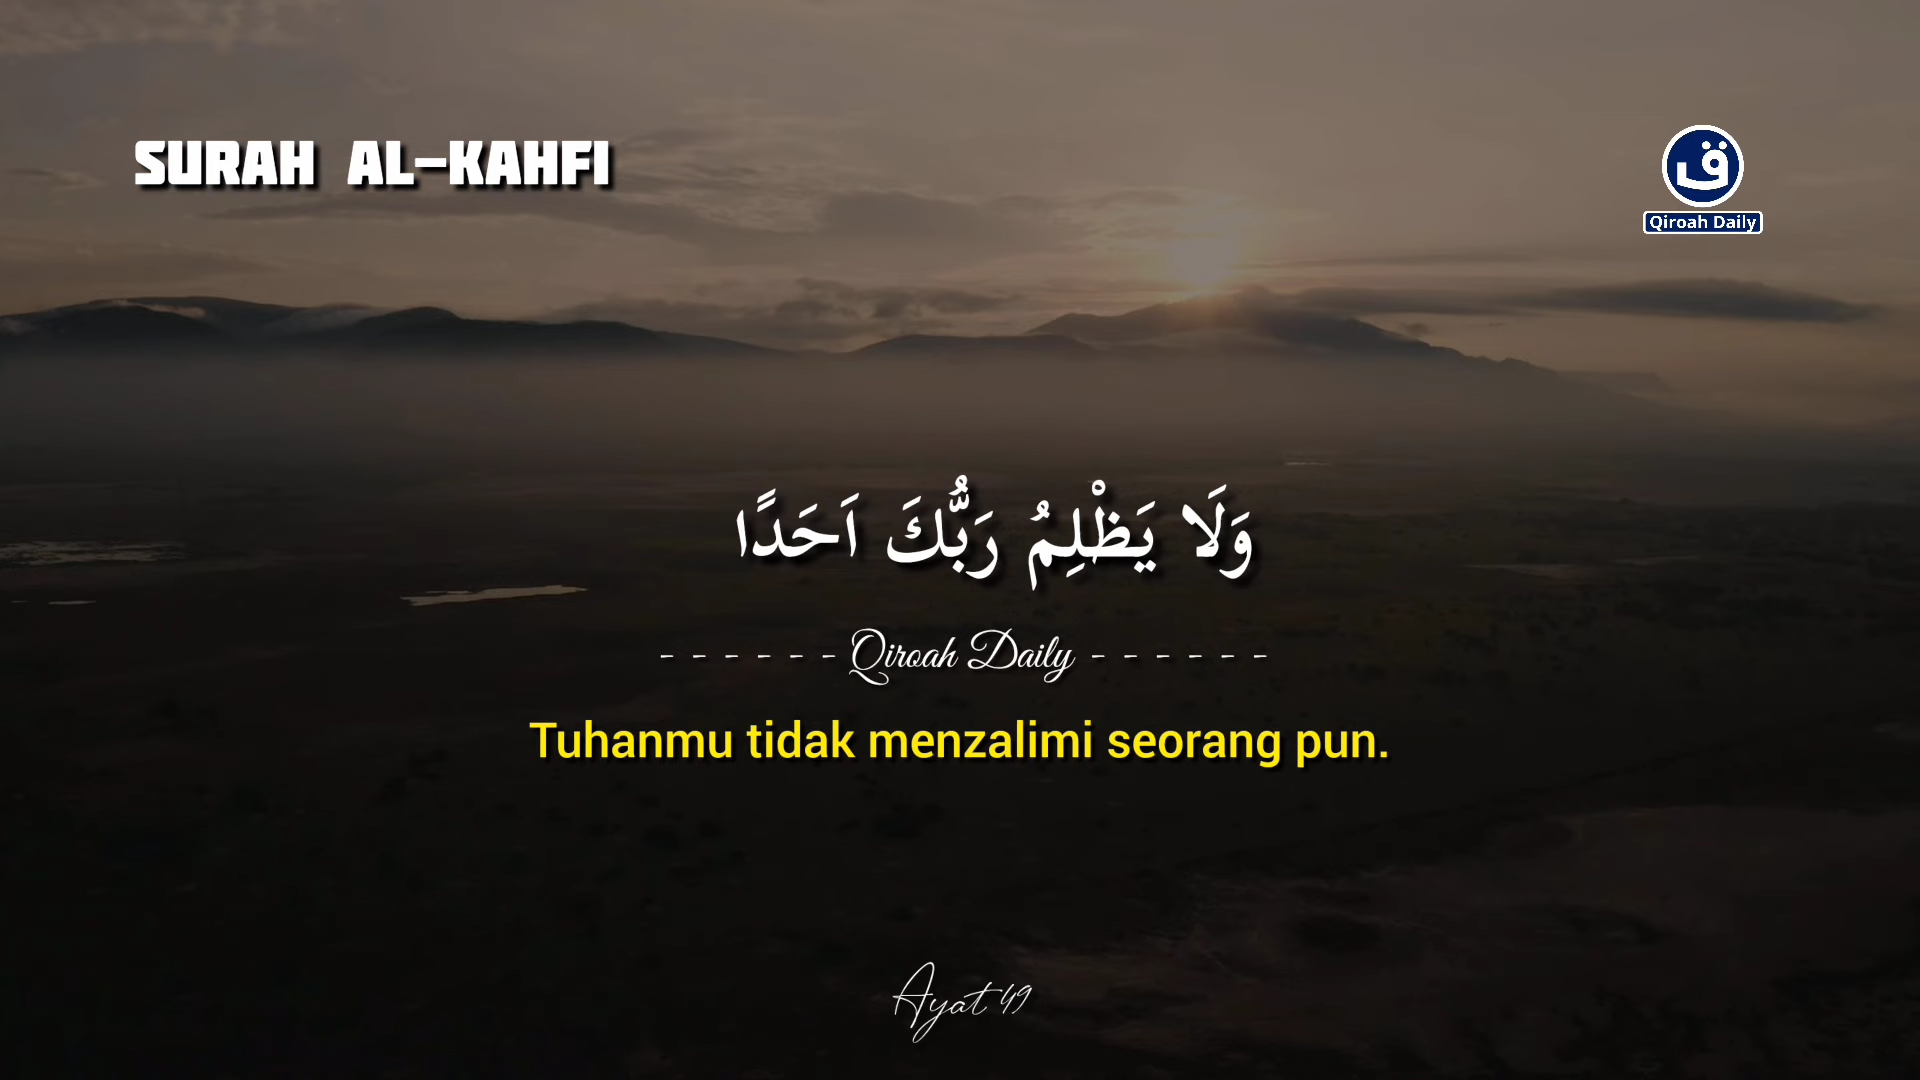 SURAH AL-KAHFI
ق
Qiroah Daily
وَلَا يَظْلِمُ رَبُّكَ اَحَدًا
- - - - - - Qiroah Daily - - - - - -
Tuhanmu tidak menzalimi seorang pun.
Ayat 49